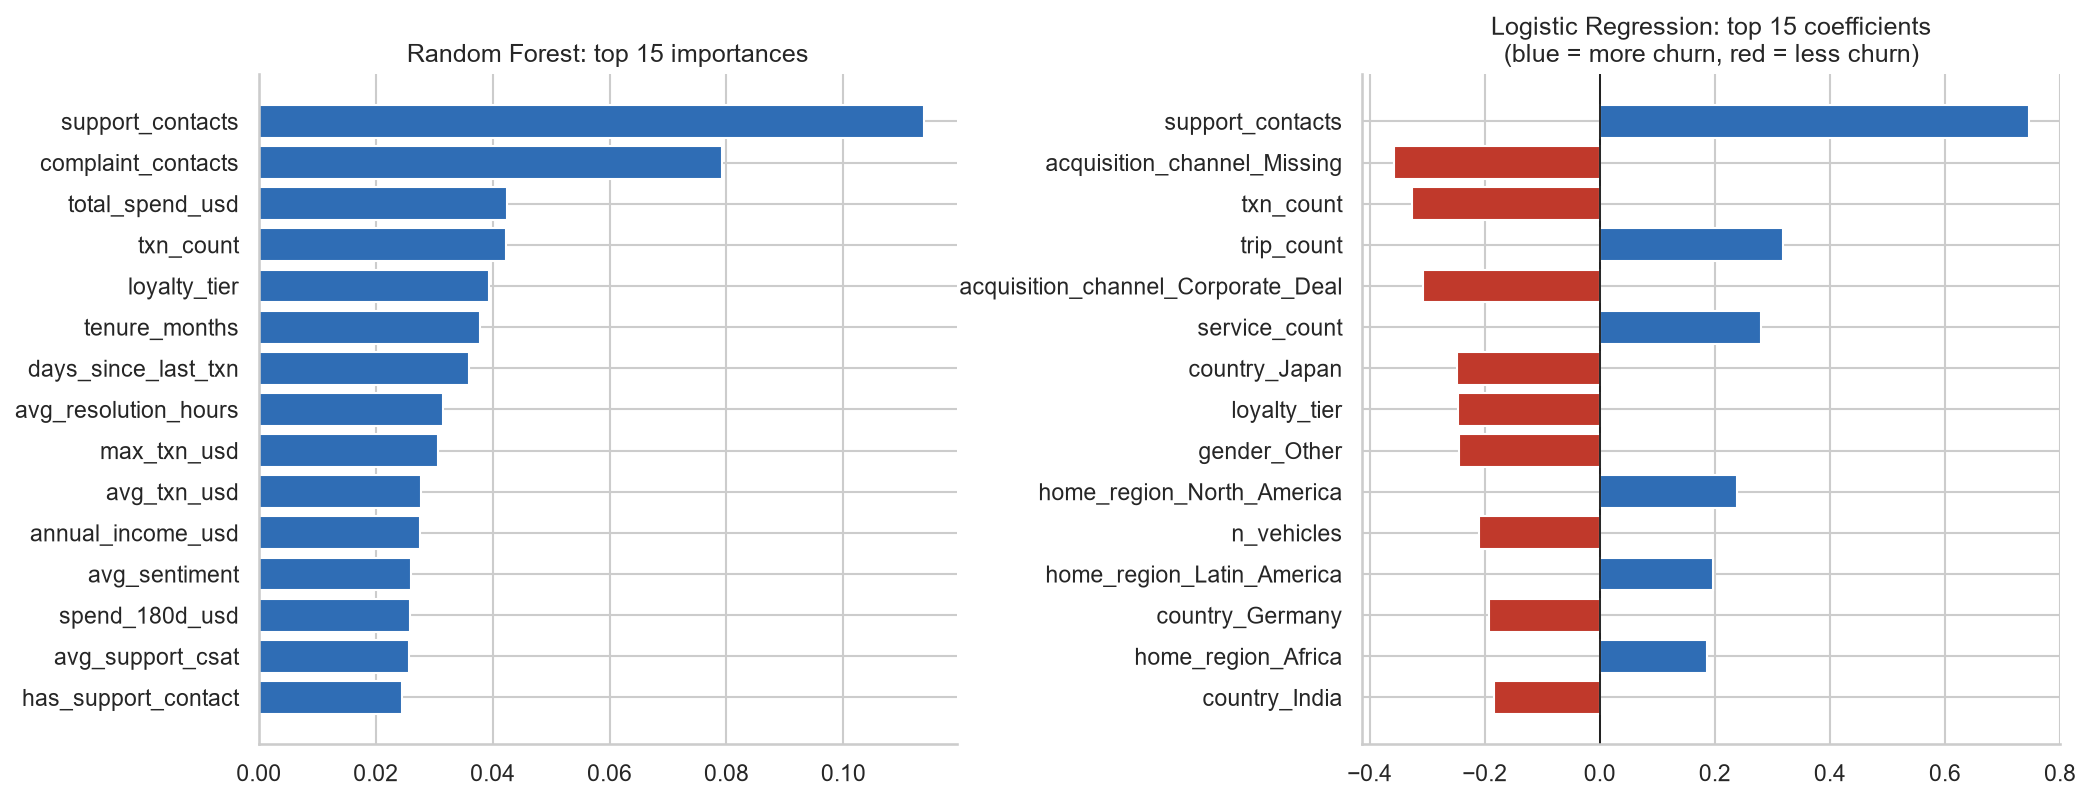 Random Forest: top 15 importances
support_contacts
complaint_contacts
total_spend_usd
txn_count
loyalty_tier
tenure_months
days_since_last_txn
avg_resolution_hours
max_txn_usd
avg_txn_usd
annual_income_usd
avg_sentiment
spend_180d_usd
avg_support_csat
has_support_contact
0.00 0.02 0.04 0.06 0.08 0.10
Logistic Regression: top 15 coefficients
(blue = more churn, red = less churn)
support_contacts
acquisition_channel_Missing
txn_count
trip_count
acquisition_channel_Corporate_Deal
service_count
country_Japan
loyalty_tier
gender_Other
home_region_North_America
n_vehicles
home_region_Latin_America
country_Germany
home_region_Africa
country_India
−0.4 −0.2 0.0 0.2 0.4 0.6 0.8